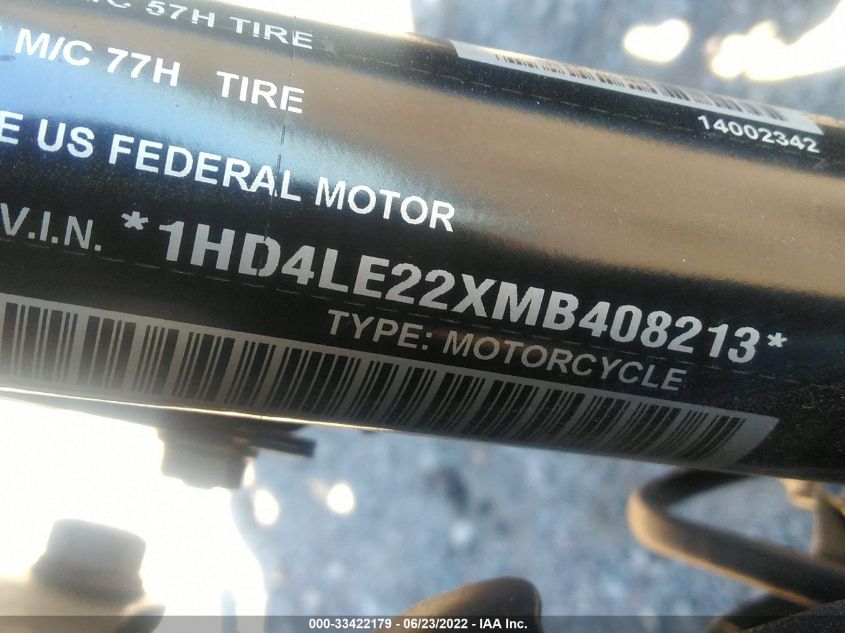 57H TIRE
M/C 77H TIRE
14002342
US FEDERAL MOTOR
V.I.N. *1HD4LE22XMB408213*
TYPE: MOTORCYCLE
000-33422179 - 06/23/2022 - IAA Inc.